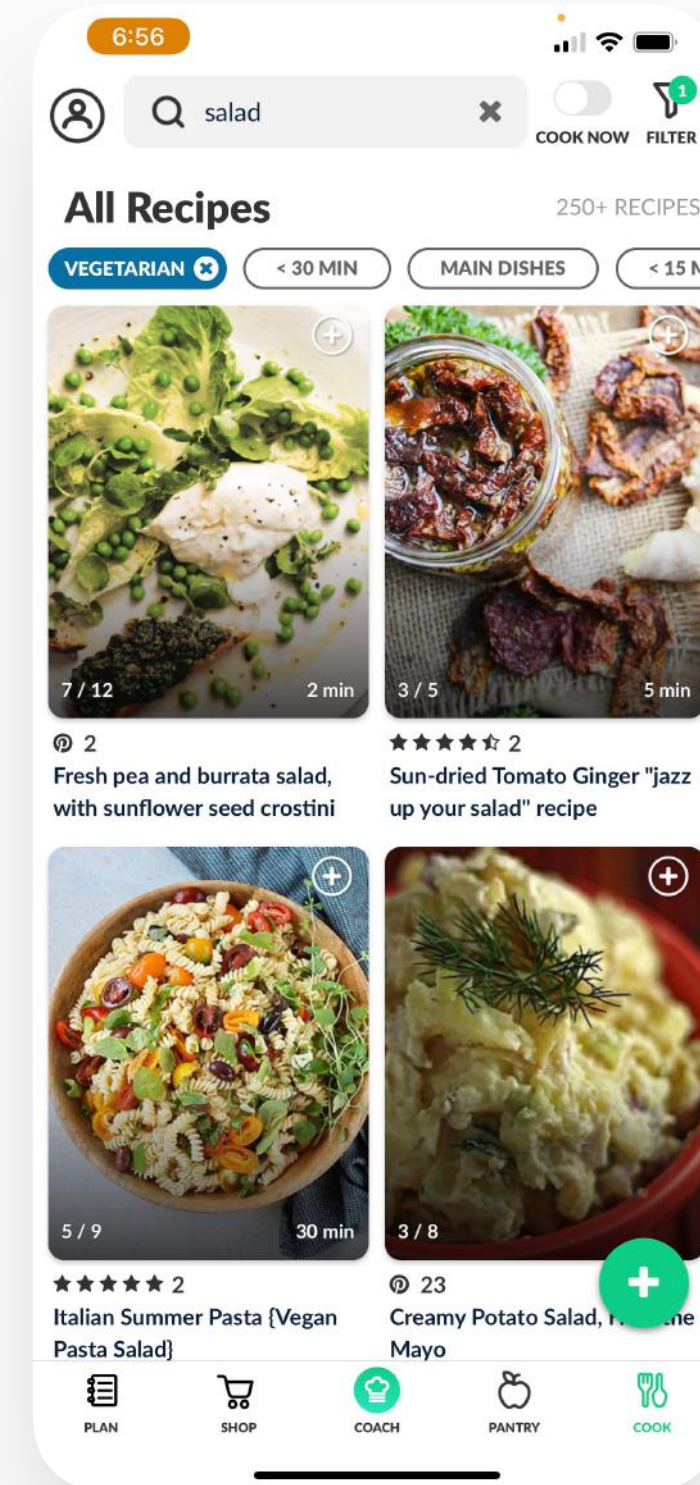 6:56
salad
COOK NOW
FILTER
1
All Recipes
250+ RECIPES
VEGETARIAN
< 30 MIN
MAIN DISHES
< 15
7 / 12
2 min
3 / 5
5 min
2
2
Fresh pea and burrata salad,
with sunflower seed crostini
Sun-dried Tomato Ginger "jazz
up your salad" recipe
5 / 9
30 min
3 / 8
2
23
Italian Summer Pasta {Vegan
Pasta Salad}
Creamy Potato Salad,
Mayo
PLAN
SHOP
COACH
PANTRY
COOK